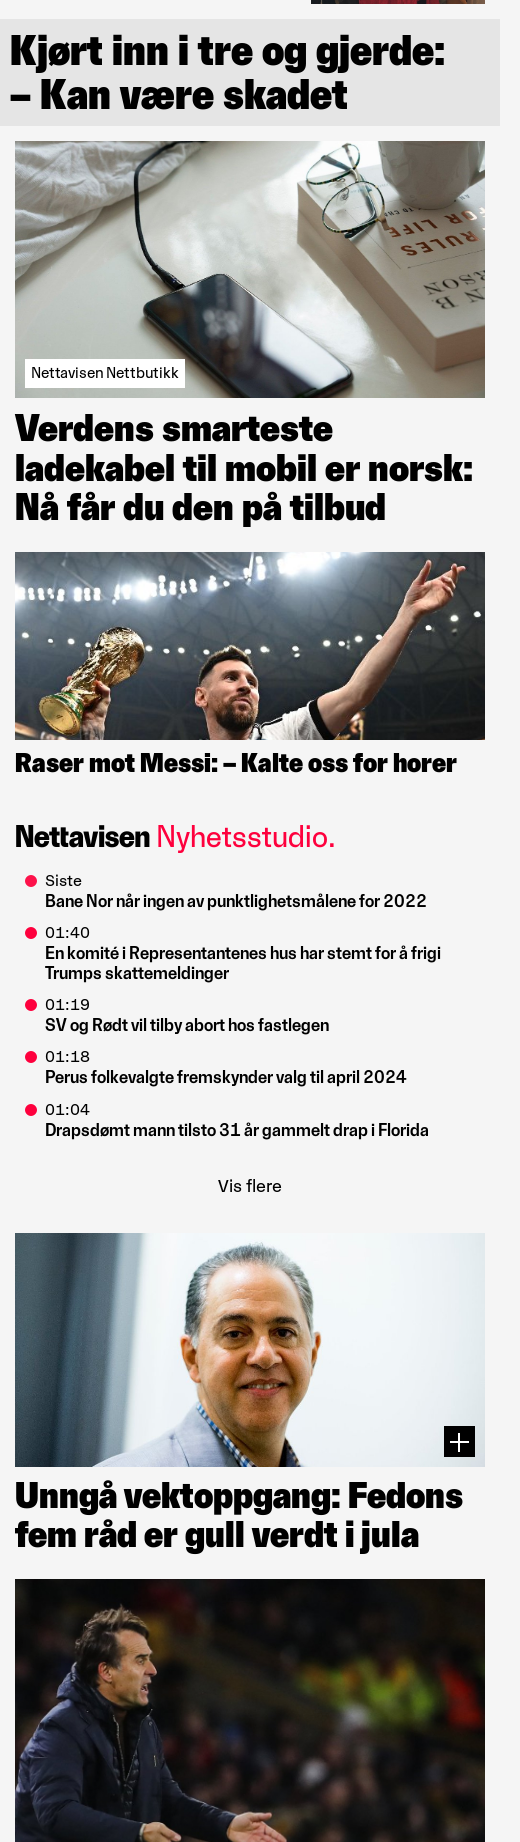 Kjørt inn i tre og gjerde:
– Kan være skadet
FOR LIFE
RULES
N B
RSON
Nettavisen Nettbutikk
Verdens smarteste
ladekabel til mobil er norsk:
Nå får du den på tilbud
Raser mot Messi: – Kalte oss for horer
Nettavisen Nyhetsstudio.
Siste
Bane Nor når ingen av punktlighetsmålene for 2022
01:40
En komité i Representantenes hus har stemt for å frigi
Trumps skattemeldinger
01:19
SV og Rødt vil tilby abort hos fastlegen
01:18
Perus folkevalgte fremskynder valg til april 2024
01:04
Drapsdømt mann tilsto 31 år gammelt drap i Florida
Vis flere
Unngå vektoppgang: Fedons
fem råd er gull verdt i jula